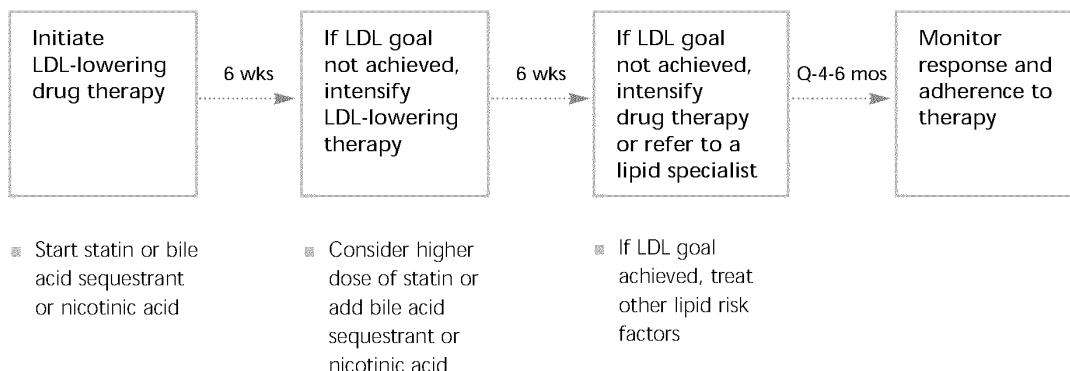 Initiate
LDL-lowering
drug therapy
6 wks
If LDL goal
not achieved,
intensify
LDL-lowering
therapy
6 wks
If LDL goal
not achieved,
intensify
drug therapy
or refer to a
lipid specialist
Q-4-6 mos
Monitor
response and
adherence to
therapy
Start statin or bile
acid sequestrant
or nicotinic acid
Consider higher
dose of statin or
add bile acid
sequestrant or
nicotinic acid
If LDL goal
achieved, treat
other lipid risk
factors